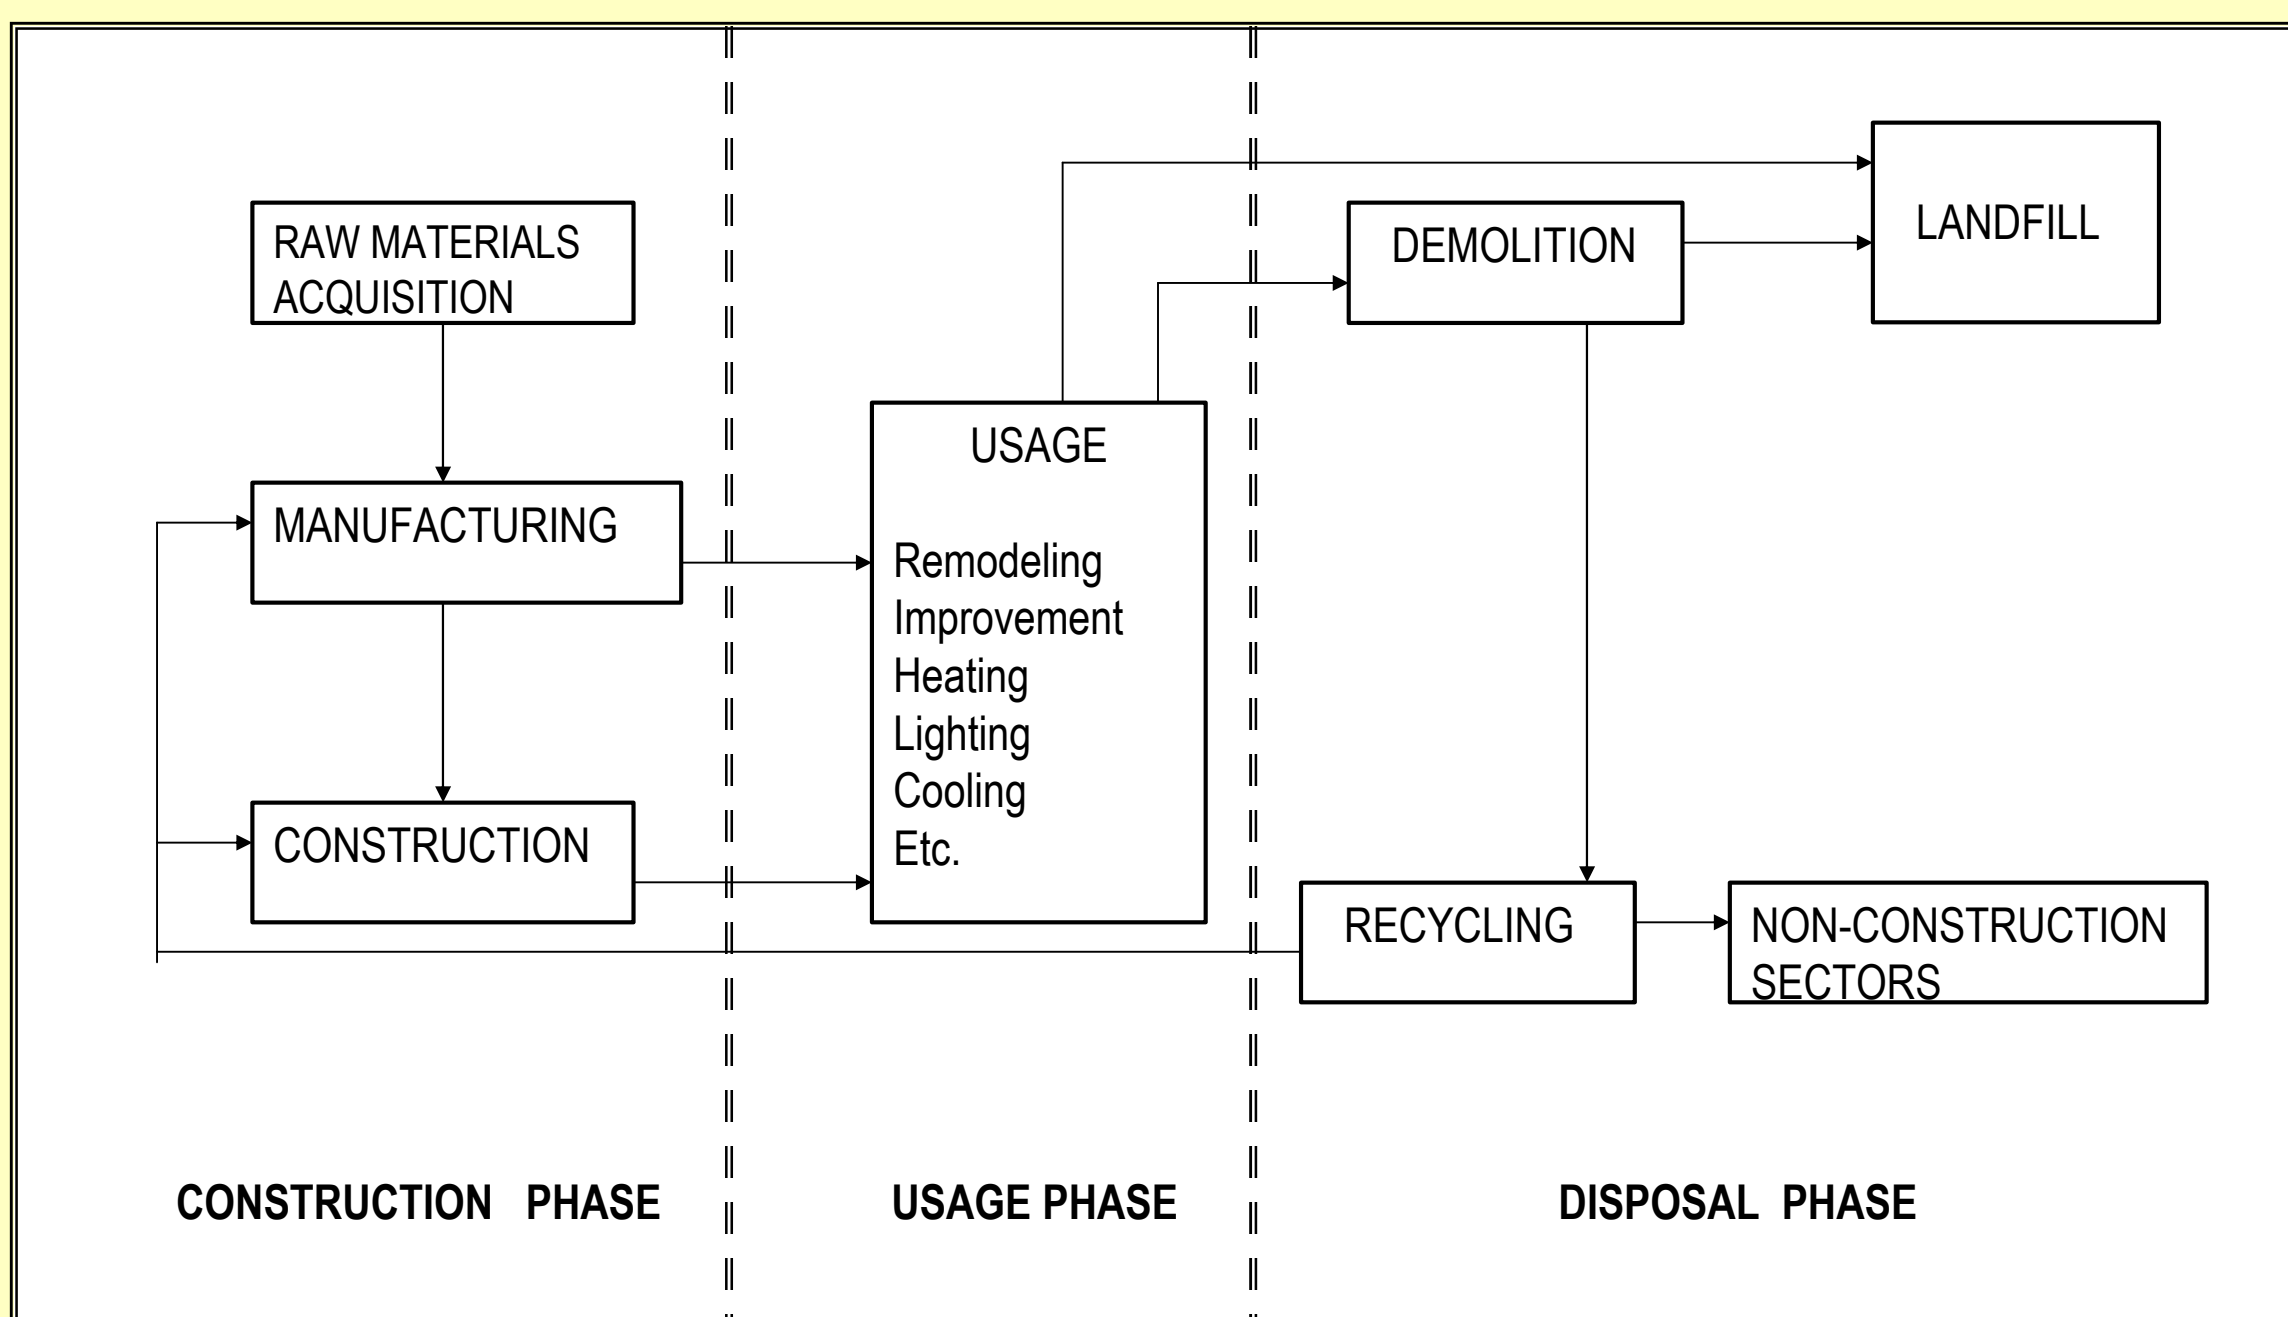 RAW MATERIALS
ACQUISITION
MANUFACTURING
CONSTRUCTION
USAGE
Remodeling
Improvement
Heating
Lighting
Cooling
Etc.
DEMOLITION
LANDFILL
RECYCLING
NON-CONSTRUCTION
SECTORS
CONSTRUCTION PHASE
USAGE PHASE
DISPOSAL PHASE